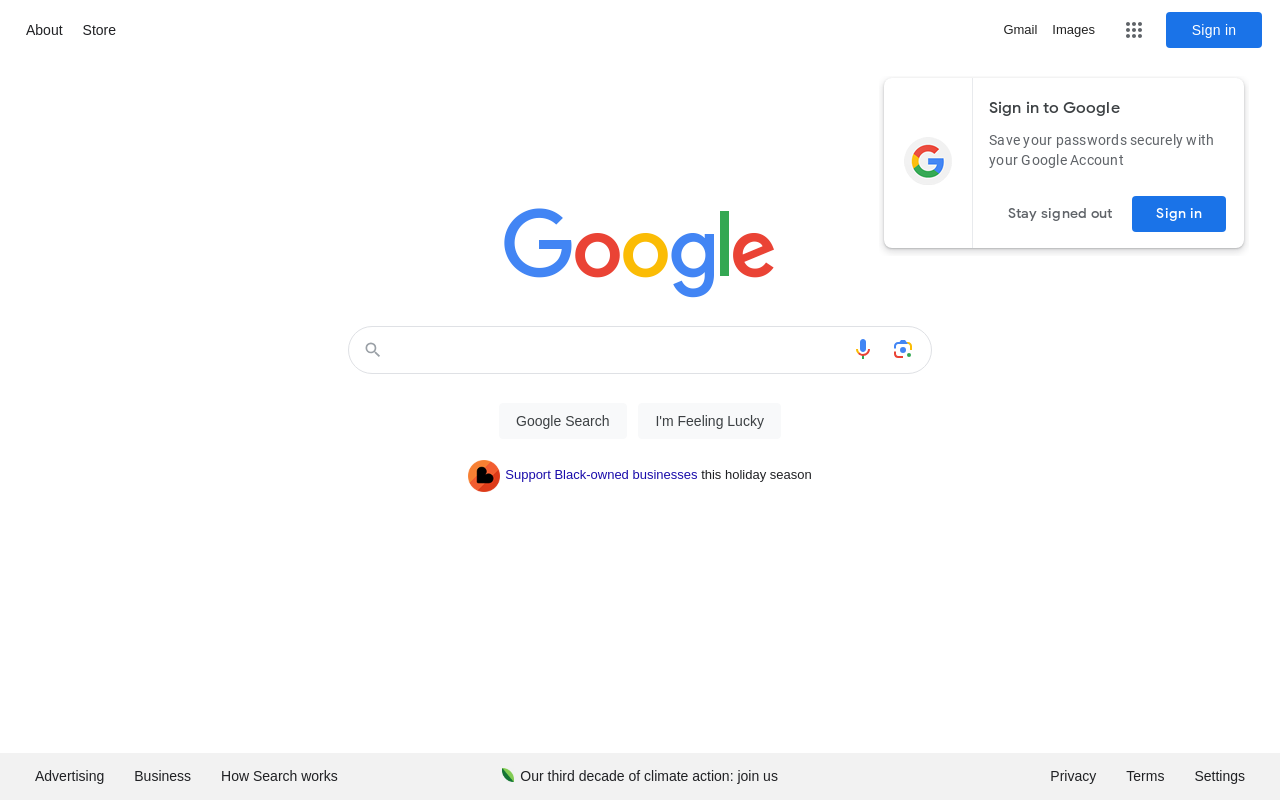 About Store
Gmail Images
Sign in
Sign in to Google
Save your passwords securely with
your Google Account
Stay signed out
Sign in
Google
Google Search
I'm Feeling Lucky
Support Black-owned businesses this holiday season
Advertising Business How Search works
Our third decade of climate action: join us
Privacy Terms Settings